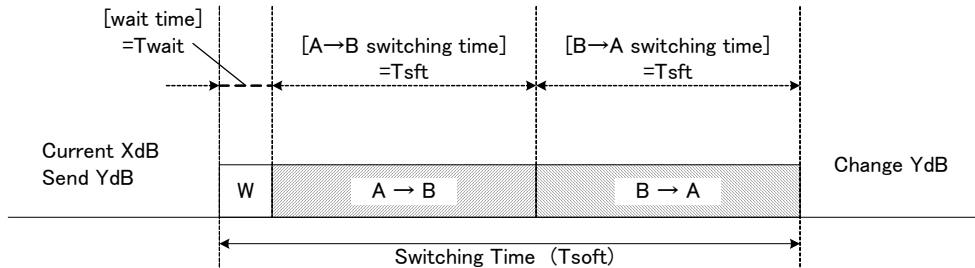 [wait time]
=Twait
[A→B switching time]
=Tsft
[B→A switching time]
=Tsft
Current XdB
Send YdB
W
A → B
B → A
Change YdB
Switching Time (Tsoft)